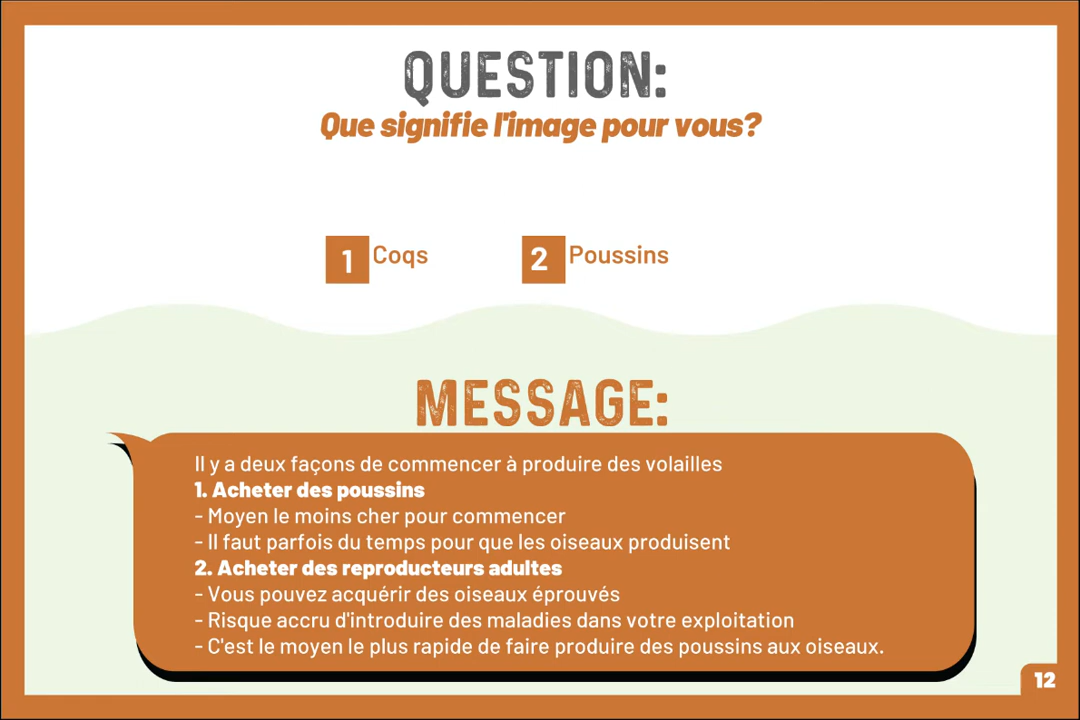 QUESTION:
Que signifie l'image pour vous?
1 Coqs
2 Poussins
MESSAGE:
Il y a deux façons de commencer à produire des volailles
1. Acheter des poussins
- Moyen le moins cher pour commencer
- Il faut parfois du temps pour que les oiseaux produisent
2. Acheter des reproducteurs adultes
- Vous pouvez acquérir des oiseaux éprouvés
- Risque accru d'introduire des maladies dans votre exploitation
- C'est le moyen le plus rapide de faire produire des poussins aux oiseaux.
12